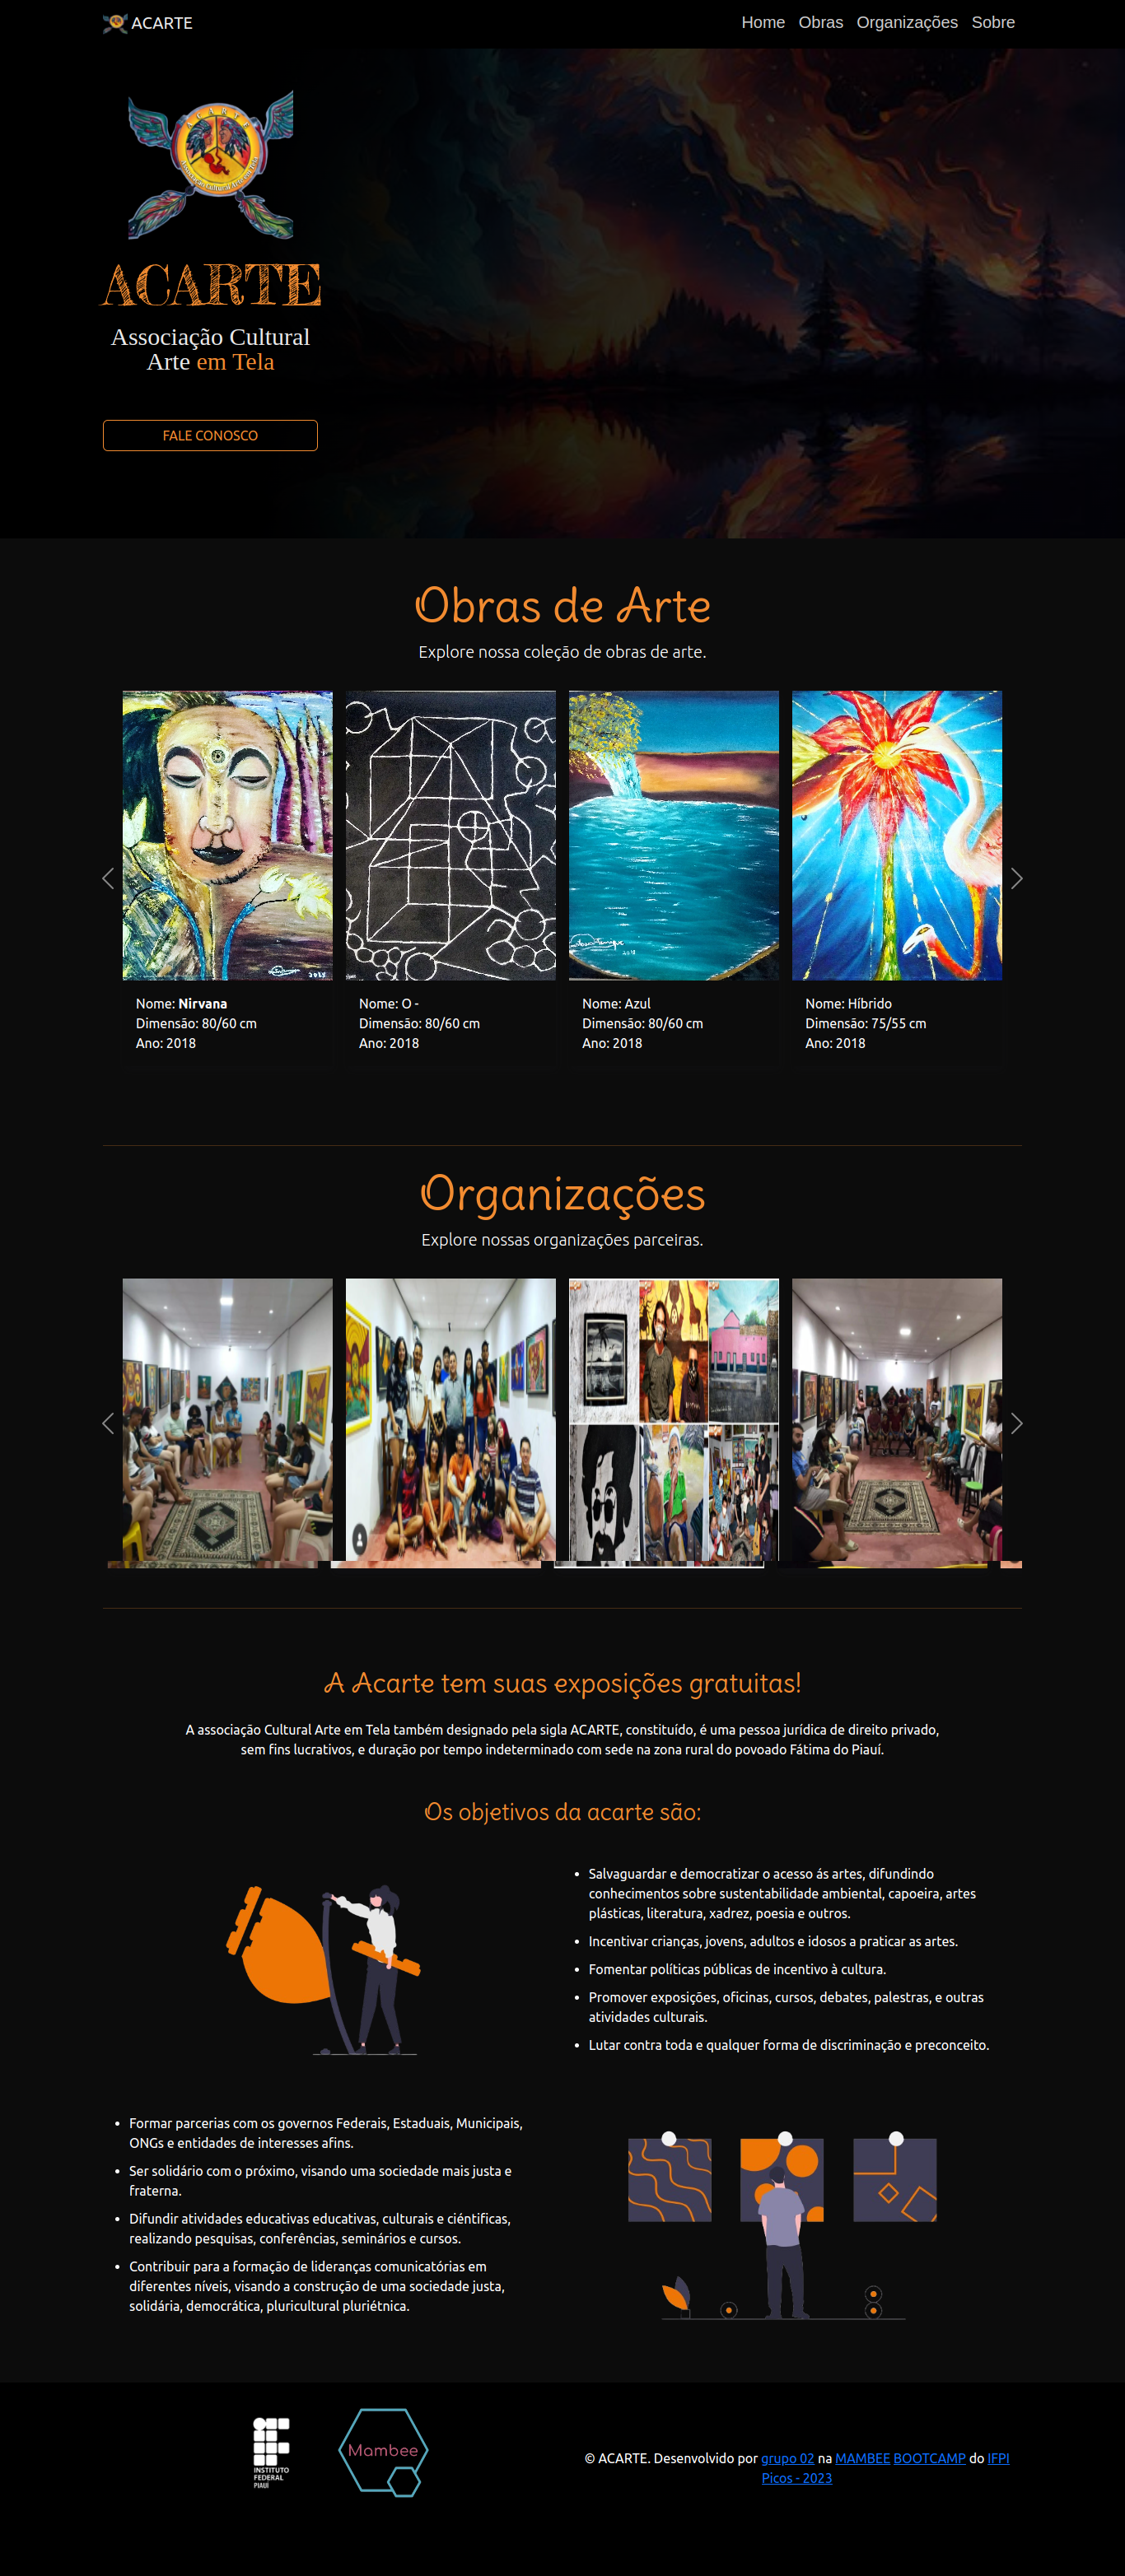 ACARTE
Home Obras Organizações Sobre
ACARTE
ACARTE
Associação Cultural
Arte em Tela
FALE CONOSCO
Obras de Arte
Explore nossa coleção de obras de arte.
2018
Nome: Nirvana
Dimensão: 80/60 cm
Ano: 2018
Nome: O -
Dimensão: 80/60 cm
Ano: 2018
Nome: Azul
Dimensão: 80/60 cm
Ano: 2018
Nome: Híbrido
Dimensão: 75/55 cm
Ano: 2018
Organizações
Explore nossas organizações parceiras.
A Acarte tem suas exposições gratuitas!
A associação Cultural Arte em Tela também designado pela sigla ACARTE, constituído, é uma pessoa jurídica de direito privado,
sem fins lucrativos, e duração por tempo indeterminado com sede na zona rural do povoado Fátima do Piauí.
Os objetivos da acarte são:
• Salvaguardar e democratizar o acesso ás artes, difundindo
conhecimentos sobre sustentabilidade ambiental, capoeira, artes
plásticas, literatura, xadrez, poesia e outros.
• Incentivar crianças, jovens, adultos e idosos a praticar as artes.
• Fomentar políticas públicas de incentivo à cultura.
• Promover exposições, oficinas, cursos, debates, palestras, e outras
atividades culturais.
• Lutar contra toda e qualquer forma de discriminação e preconceito.
• Formar parcerias com os governos Federais, Estaduais, Municipais,
ONGs e entidades de interesses afins.
• Ser solidário com o próximo, visando uma sociedade mais justa e
fraterna.
• Difundir atividades educativas educativas, culturais e ciéntificas,
realizando pesquisas, conferências, seminários e cursos.
• Contribuir para a formação de lideranças comunicatórias em
diferentes níveis, visando a construção de uma sociedade justa,
solidária, democrática, pluricultural pluriétnica.
INSTITUTO
FEDERAL
PIAUÍ
Mambee
© ACARTE. Desenvolvido por grupo 02 na MAMBEE BOOTCAMP do IFPI
Picos - 2023